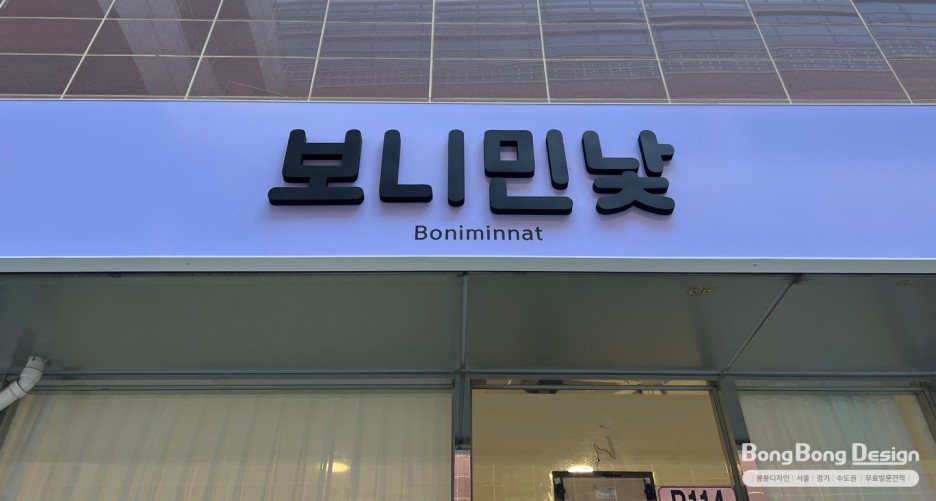 보니민낯
Boniminnat
B114
BongBong Design
| 봉봉디자인 | 서울 | 경기 | 수도권 | 무료방문견적 |